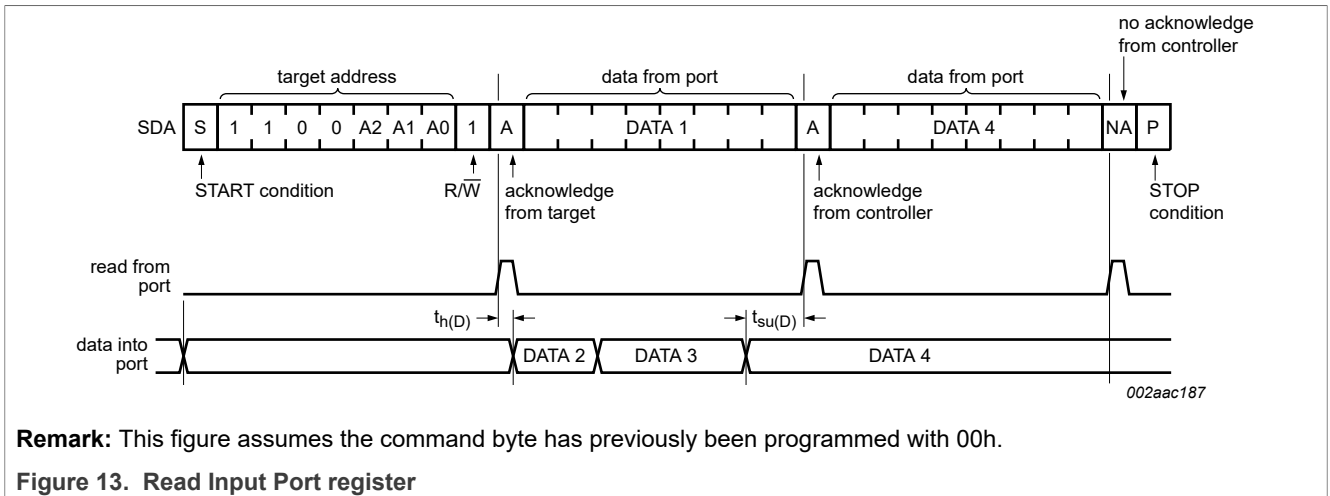 no acknowledge
from controller
target address
data from port
data from port
SDA S 1 1 0 0 A2 A1 A0 1 A DATA 1 A DATA 4 NA P
START condition
R/W̅
acknowledge
from target
acknowledge
from controller
STOP
condition
read from
port
th(D)
tsu(D)
data into
port
DATA 2 DATA 3 DATA 4
002aac187
Remark: This figure assumes the command byte has previously been programmed with 00h.
Figure 13. Read Input Port register